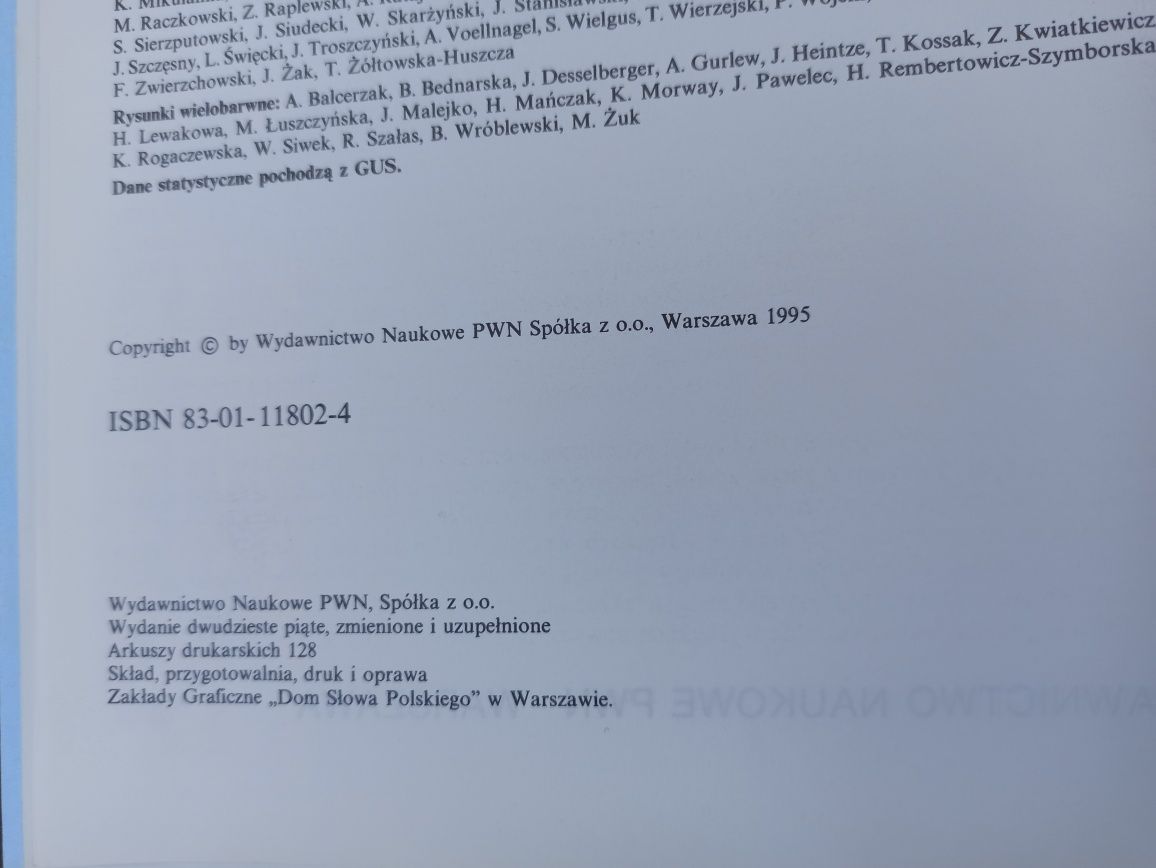 M. Raczkowski, Z. Raplewski,
S. Sierzputowski, J. Siudecki, W. Skarżyński, J.
J. Szczęsny, L. Święcki, J. Troszczyński, A. Voellnagel, S. Wielgus, T. Wierzejski,
F. Zwierzchowski, J. Żak, T. Żółtowska-Huszcza
Rysunki wielobarwne: A. Balcerzak, B. Bednarska, J. Desselberger, A. Gurlew, J. Heintze, T. Kossak, Z. Kwiatkiewicz
H. Lewakowa, M. Łuszczyńska, J. Malejko, H. Mańczak, K. Morway, J. Pawelec, H. Rembertowicz-Szymborska
K. Rogaczewska, W. Siwek, R. Szałas, B. Wróblewski, M. Żuk
Dane statystyczne pochodzą z GUS.
Copyright © by Wydawnictwo Naukowe PWN Spółka z o.o., Warszawa 1995
ISBN 83-01-11802-4
Wydawnictwo Naukowe PWN, Spółka z o.o.
Wydanie dwudzieste piąte, zmienione i uzupełnione
Arkuszy drukarskich 128
Skład, przygotowalnia, druk i oprawa
Zakłady Graficzne „Dom Słowa Polskiego” w Warszawie.